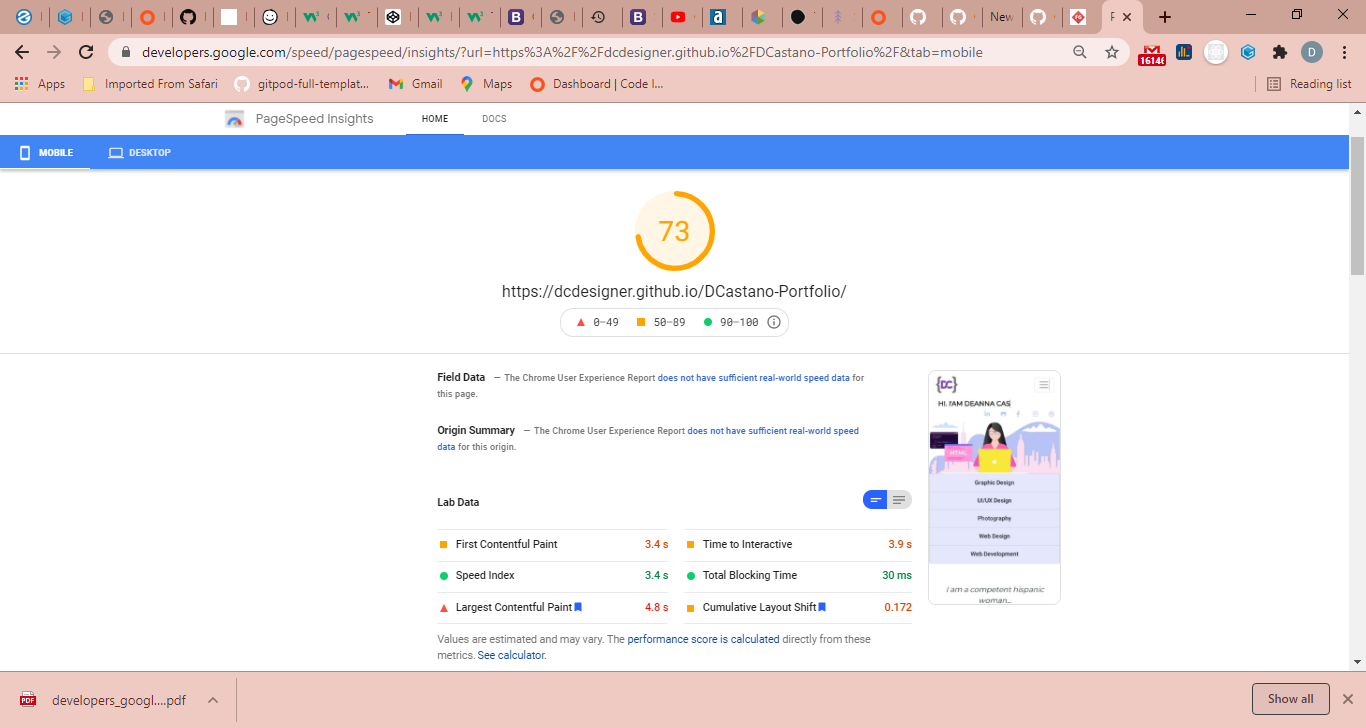 New
F
developers.google.com/speed/pagespeed/insights/?url=https%3A%2F%2Fdcdesigner.github.io%2FDCastano-Portfolio%2F&tab=mobile
16146
D
Apps
Imported From Safari
gitpod-full-templat...
Gmail
Maps
Dashboard | Code I...
Reading list
PageSpeed Insights
HOME
DOCS
MOBILE
DESKTOP
73
https://dcdesigner.github.io/DCastano-Portfolio/
0–49
50–89
90–100
Field Data — The Chrome User Experience Report does not have sufficient real-world speed data for
this page.
Origin Summary — The Chrome User Experience Report does not have sufficient real-world speed
data for this origin.
Lab Data
First Contentful Paint 3.4 s
Time to Interactive 3.9 s
Speed Index 3.4 s
Total Blocking Time 30 ms
Largest Contentful Paint 4.8 s
Cumulative Layout Shift 0.172
Values are estimated and may vary. The performance score is calculated directly from these
metrics. See calculator.
{DC}
HI, I'AM DEANNA CAS
HTML
Graphic Design
UI/UX Design
Photography
Web Design
Web Development
I am a competent hispanic
woman...
PDF
developers_googl....pdf
Show all